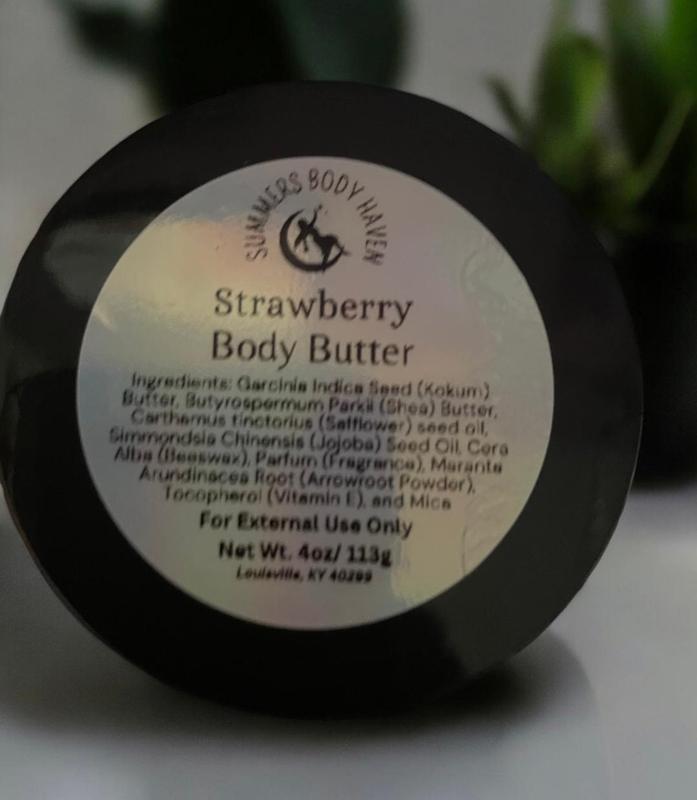 SUMMERS BODY HAVEN
Strawberry
Body Butter
Ingredients: Garcinia Indica Seed (Kokum)
Butter, Butyrospermum Parkii (Shea) Butter,
Carthamus tinctorius (Safflower) seed oil,
Simmondsia Chinensis (Jojoba) Seed Oil, Cera
Alba (Beeswax), Parfum (Fragrance), Maranta
Arundinacea Root (Arrowroot Powder),
Tocopherol (Vitamin E), and Mica
For External Use Only
Net Wt. 4oz/ 113g
Louisville, KY 40299